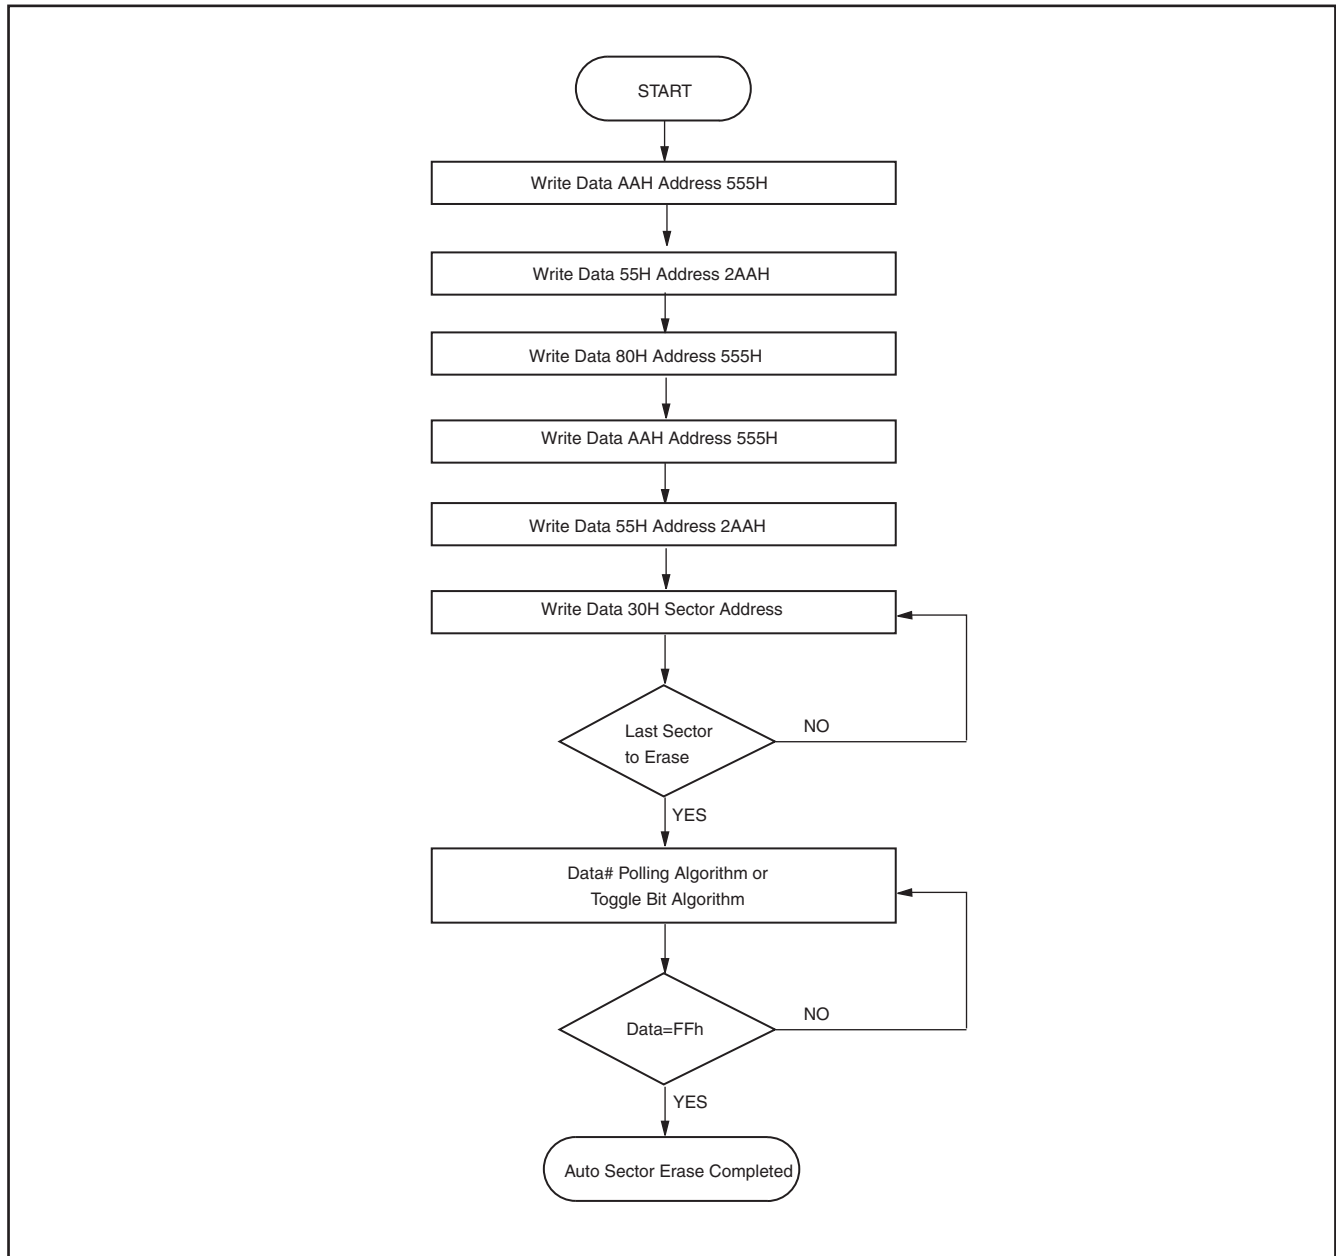 START
Write Data AAH Address 555H
Write Data 55H Address 2AAH
Write Data 80H Address 555H
Write Data AAH Address 555H
Write Data 55H Address 2AAH
Write Data 30H Sector Address
Last Sector
to Erase
NO
YES
Data# Polling Algorithm or
Toggle Bit Algorithm
Data=FFh
NO
YES
Auto Sector Erase Completed